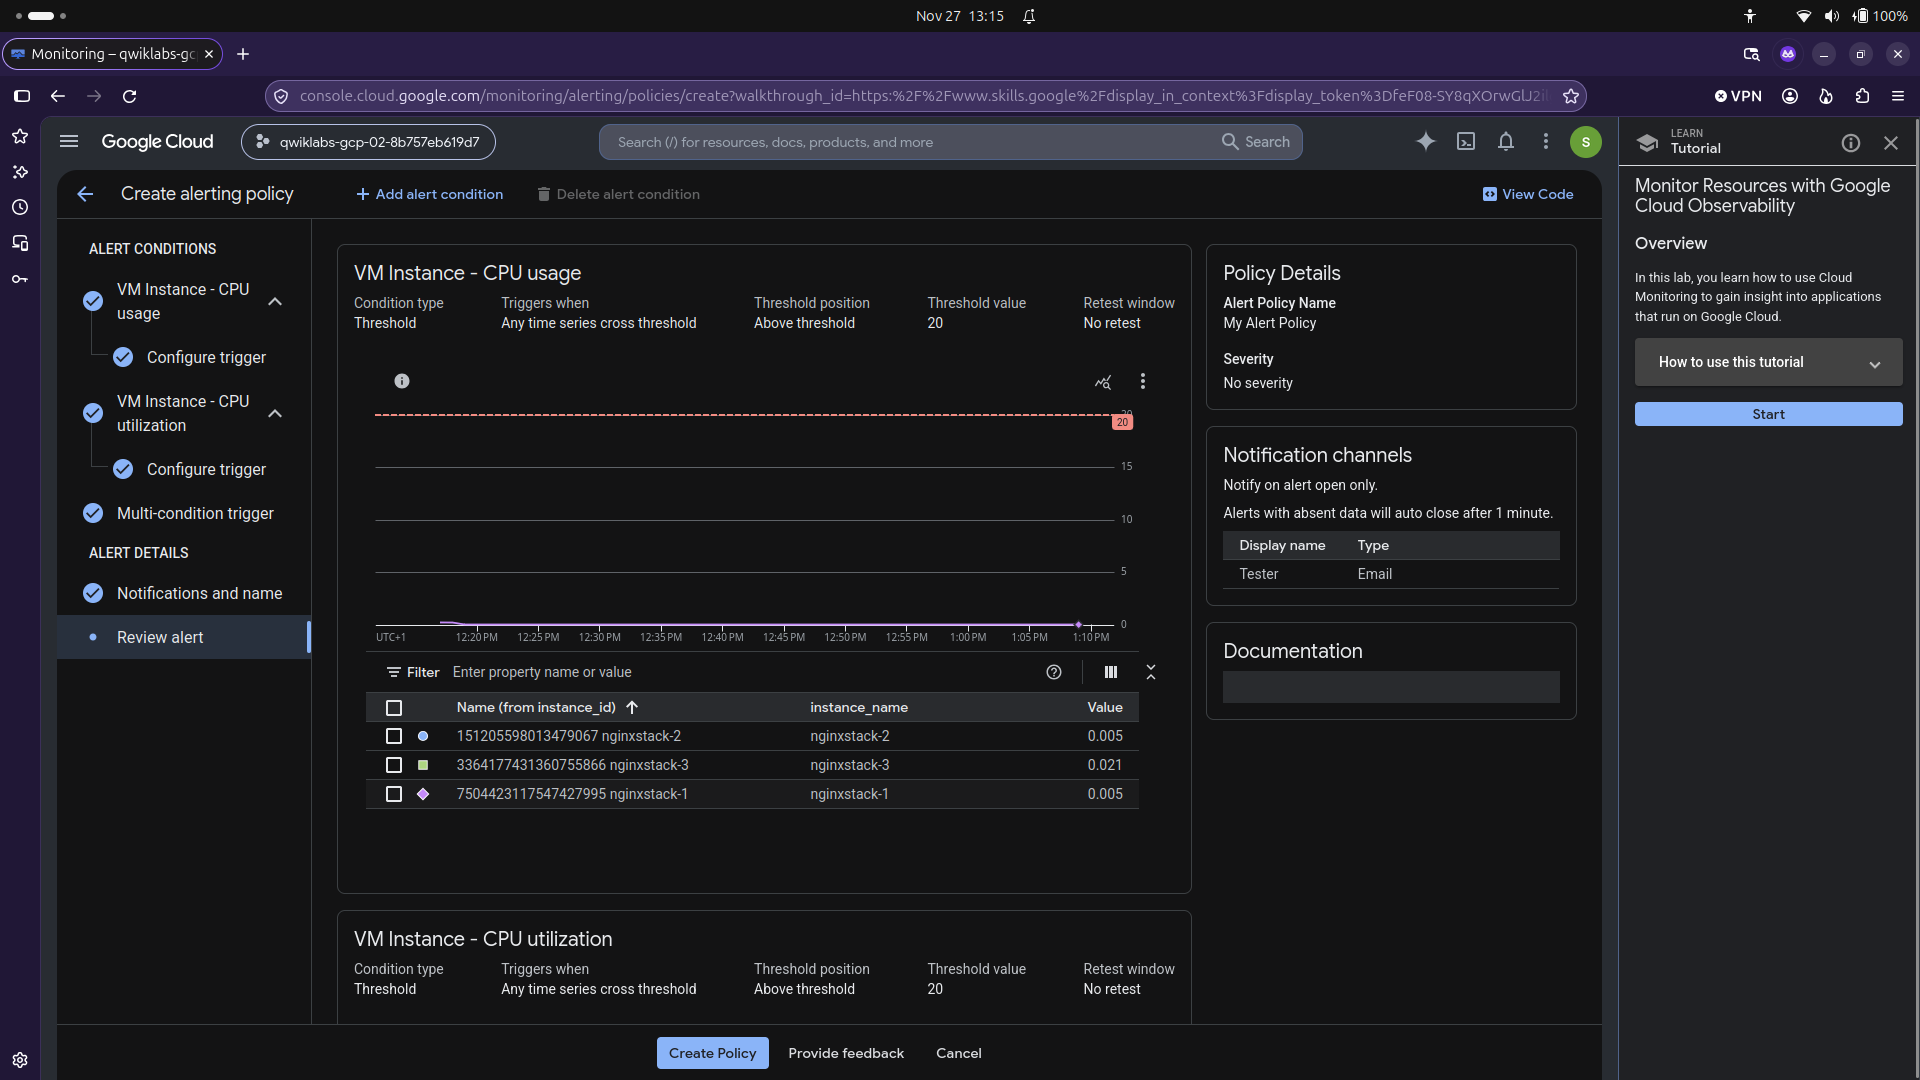 Nov 27 13:15
100%
Monitoring – qwiklabs-gc
VPN
console.cloud.google.com/monitoring/alerting/policies/create?walkthrough_id=https:%2F%2Fwww.skills.google%2Fdisplay_in_context%3Fdisplay_token%3DfeF08-SY8qXOrwGlJ2il
Google Cloud
qwiklabs-gcp-02-8b757eb619d7
Search (/) for resources, docs, products, and more
Search
S
LEARN
Tutorial
Create alerting policy
Add alert condition
Delete alert condition
View Code
ALERT CONDITIONS
VM Instance - CPU
usage
Configure trigger
VM Instance - CPU
utilization
Configure trigger
Multi-condition trigger
ALERT DETAILS
Notifications and name
Review alert
VM Instance - CPU usage
Condition type Triggers when Threshold position Threshold value Retest window
Threshold Any time series cross threshold Above threshold 20 No retest
20
20
15
10
5
0
UTC+1 12:20 PM 12:25 PM 12:30 PM 12:35 PM 12:40 PM 12:45 PM 12:50 PM 12:55 PM 1:00 PM 1:05 PM 1:10 PM
Filter Enter property name or value
Name (from instance_id) instance_name Value
151205598013479067 nginxstack-2 nginxstack-2 0.005
3364177431360755866 nginxstack-3 nginxstack-3 0.021
7504423117547427995 nginxstack-1 nginxstack-1 0.005
VM Instance - CPU utilization
Condition type Triggers when Threshold position Threshold value Retest window
Threshold Any time series cross threshold Above threshold 20 No retest
Create Policy
Provide feedback
Cancel
Policy Details
Alert Policy Name
My Alert Policy
Severity
No severity
Notification channels
Notify on alert open only.
Alerts with absent data will auto close after 1 minute.
Display name Type
Tester Email
Documentation
Monitor Resources with Google
Cloud Observability
Overview
In this lab, you learn how to use Cloud
Monitoring to gain insight into applications
that run on Google Cloud.
How to use this tutorial
Start